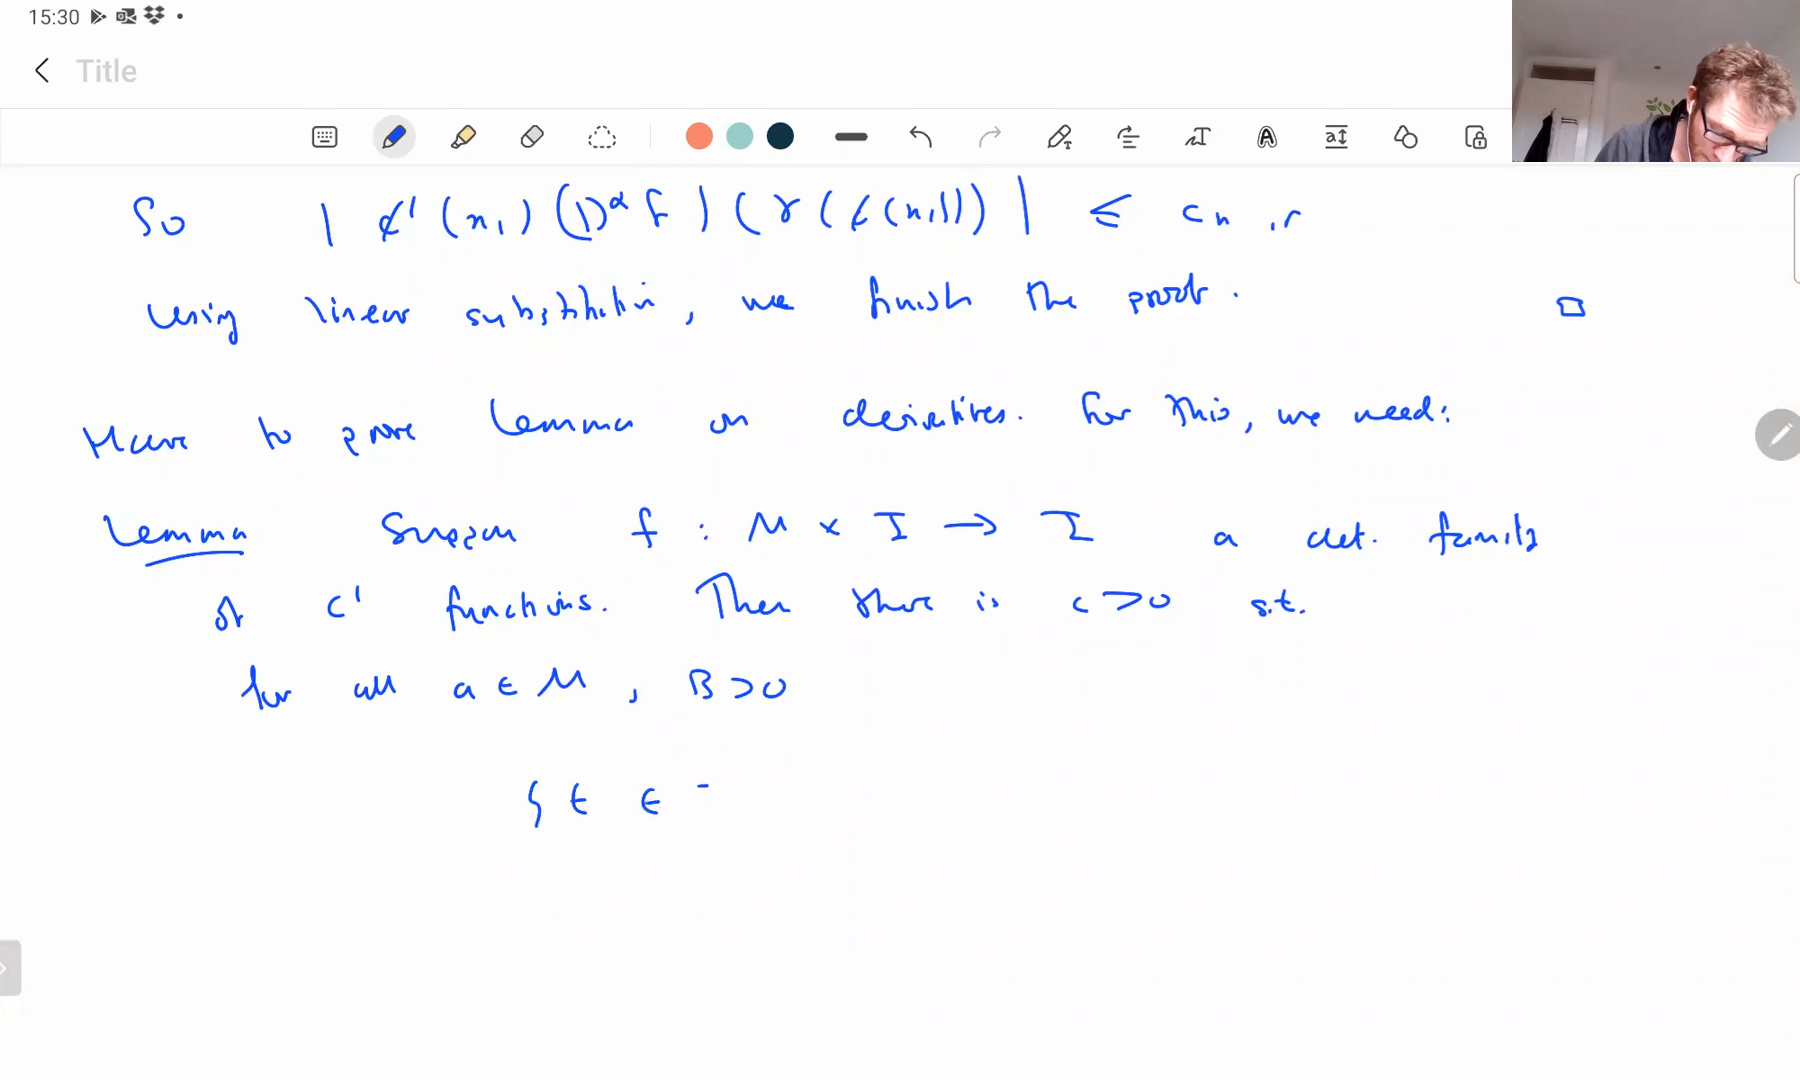 15:30
Title
So | φ'(x₁) (D^α f) (γ(φ(x₁))) | ≤ c_{n,r}
Using linear substitution, we finish the proof. □
Have to prove Lemma on derivatives. For this, we need:
Lemma Suppose f : M × I → I a def. family
of C¹ functions. Then there is c > 0 s.t.
for all a ∈ M, B > 0
{ t ∈